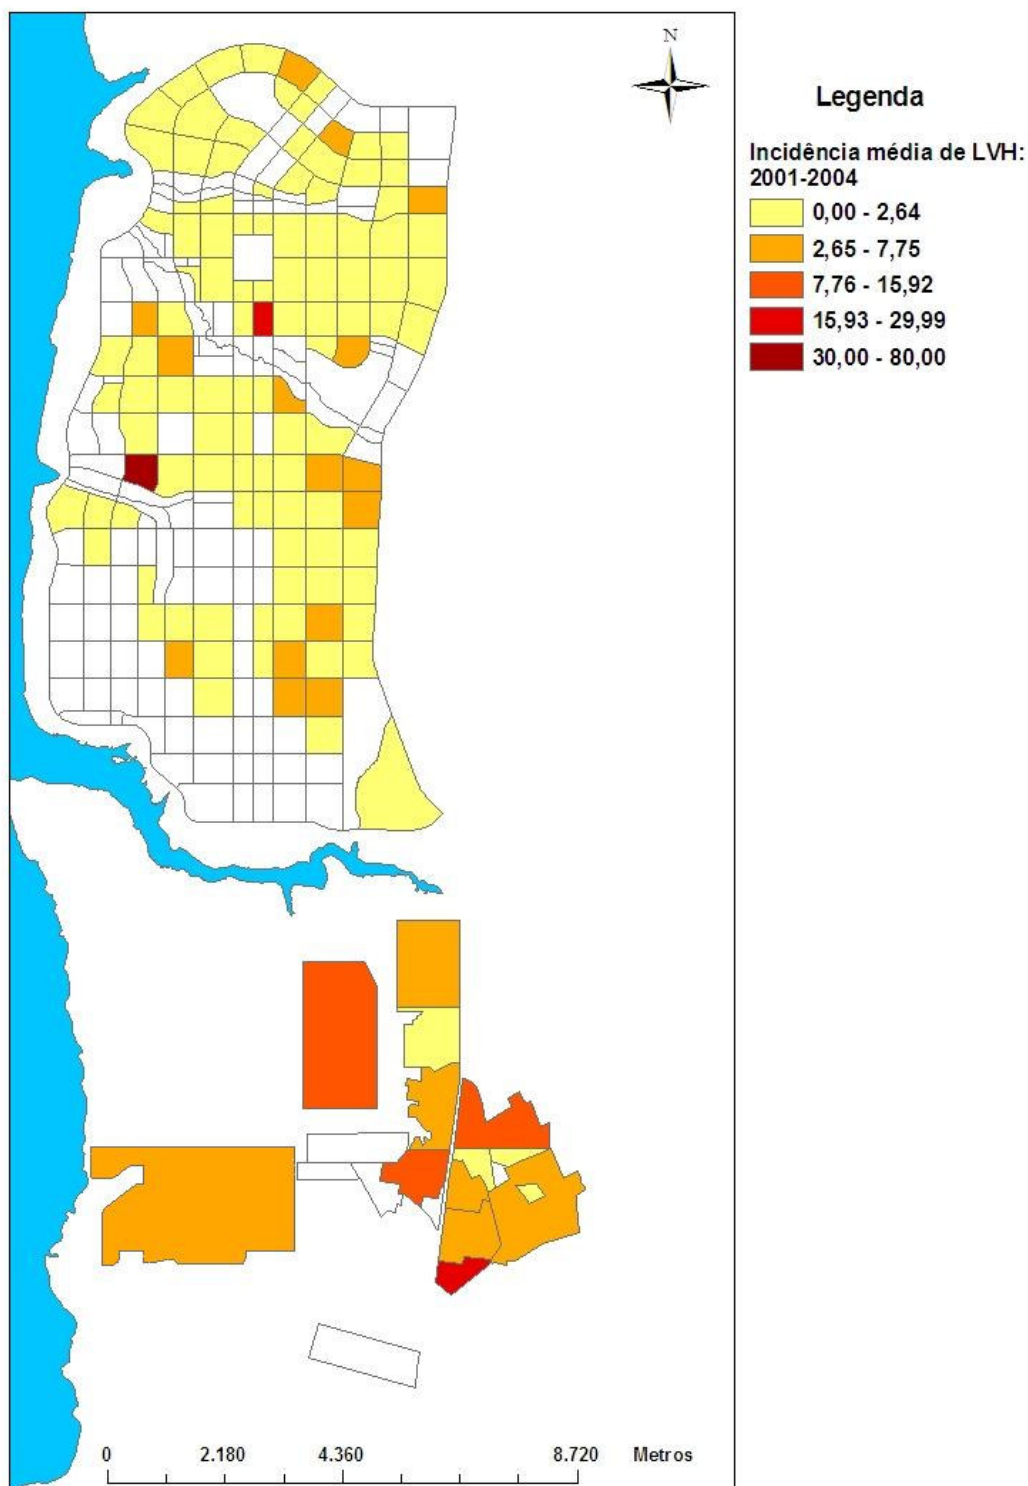 N
Legenda
Incidência média de LVH:
2001-2004
0,00 - 2,64
2,65 - 7,75
7,76 - 15,92
15,93 - 29,99
30,00 - 80,00
0 2.180 4.360 8.720 Metros